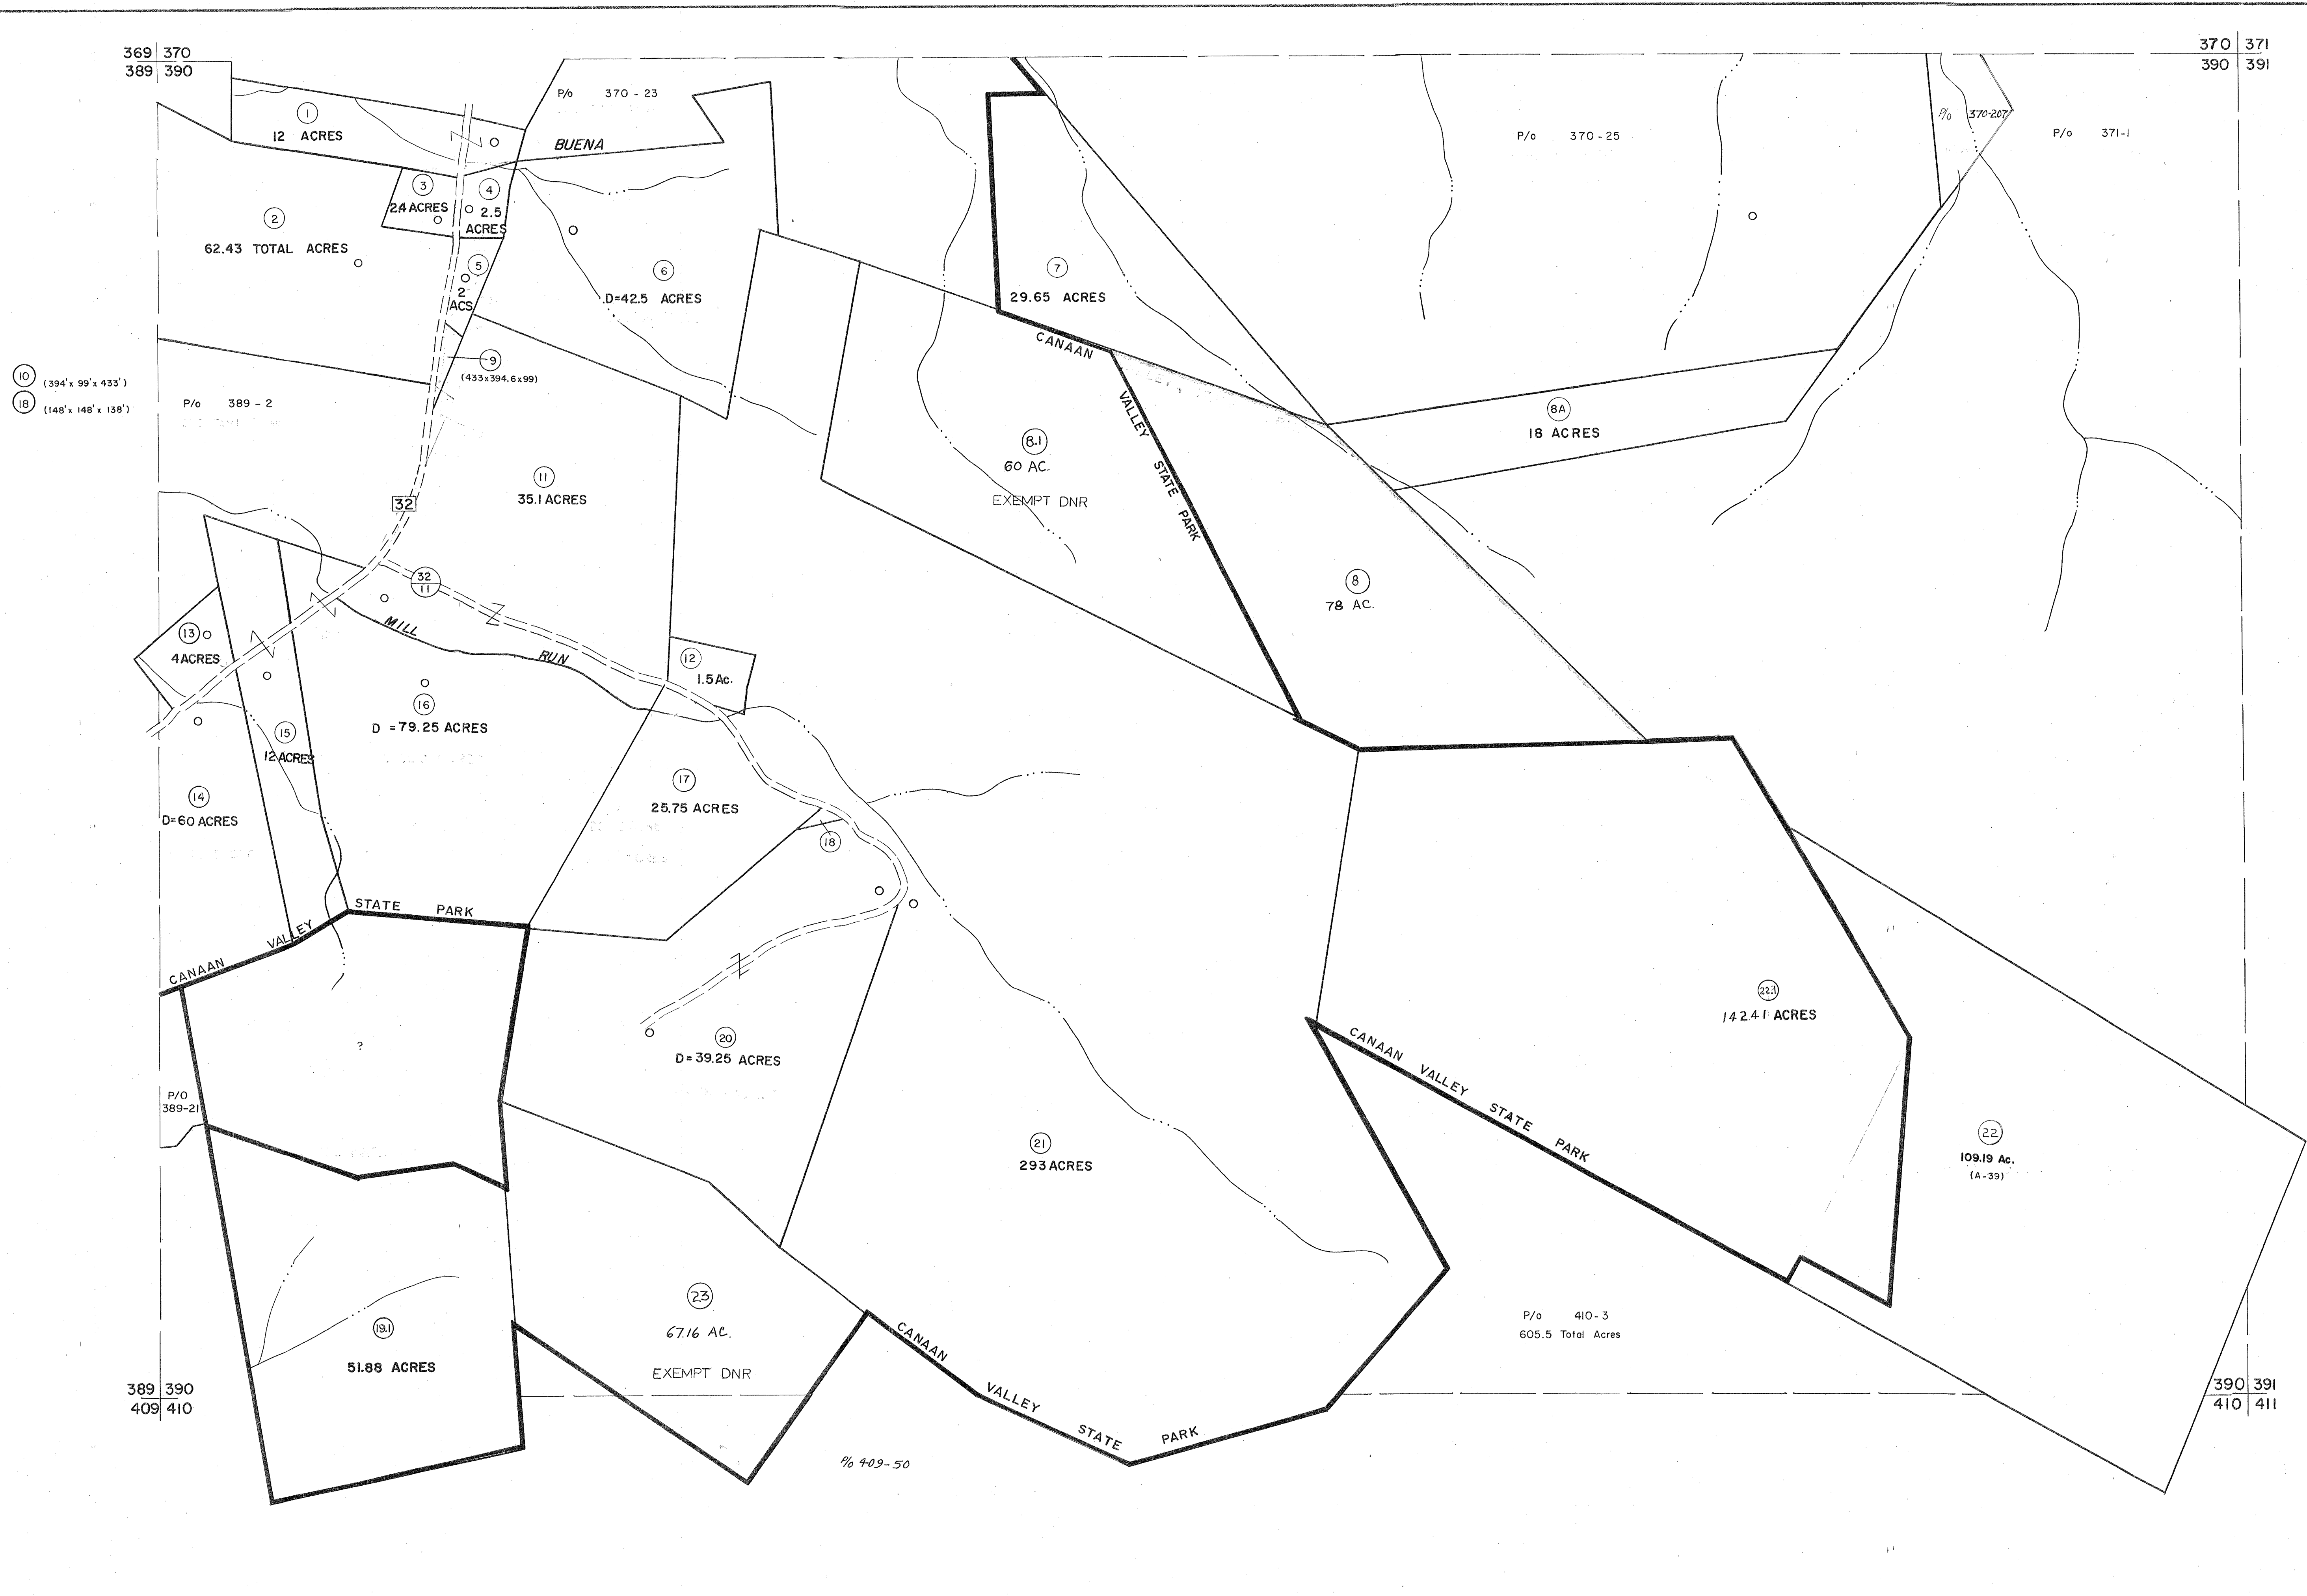 369 370
389 390
370 371
390 391
P/o 370 - 23
1
12 ACRES
BUENA
P/o 370 - 25
P/o 370-207
P/o 371-1
3
2.4 ACRES
4
2.5
ACRES
2
62.43 TOTAL ACRES
5
2
ACS
6
D=42.5 ACRES
7
29.65 ACRES
CANAAN
VALLEY
STATE
PARK
9
(433x394.6x99)
10 (394'x 99'x 433')
18 (148'x 148'x 138')
P/o 389 - 2
8A
18 ACRES
8.1
60 AC.
EXEMPT DNR
11
35.1 ACRES
32
32
11
8
78 AC.
MILL
RUN
13
4 ACRES
12
1.5 Ac.
16
D = 79.25 ACRES
15
12 ACRES
17
25.75 ACRES
14
D=60 ACRES
18
CANAAN
VALLEY
STATE
PARK
22.1
142.41 ACRES
?
20
D= 39.25 ACRES
CANAAN
VALLEY
STATE
PARK
P/O
389-21
21
293 ACRES
22
109.19 Ac.
(A-39)
23
67.16 AC.
EXEMPT DNR
19.1
51.88 ACRES
P/o 410-3
605.5 Total Acres
CANAAN
VALLEY
STATE
PARK
389 390
409 410
390 391
410 411
P/o 409-50